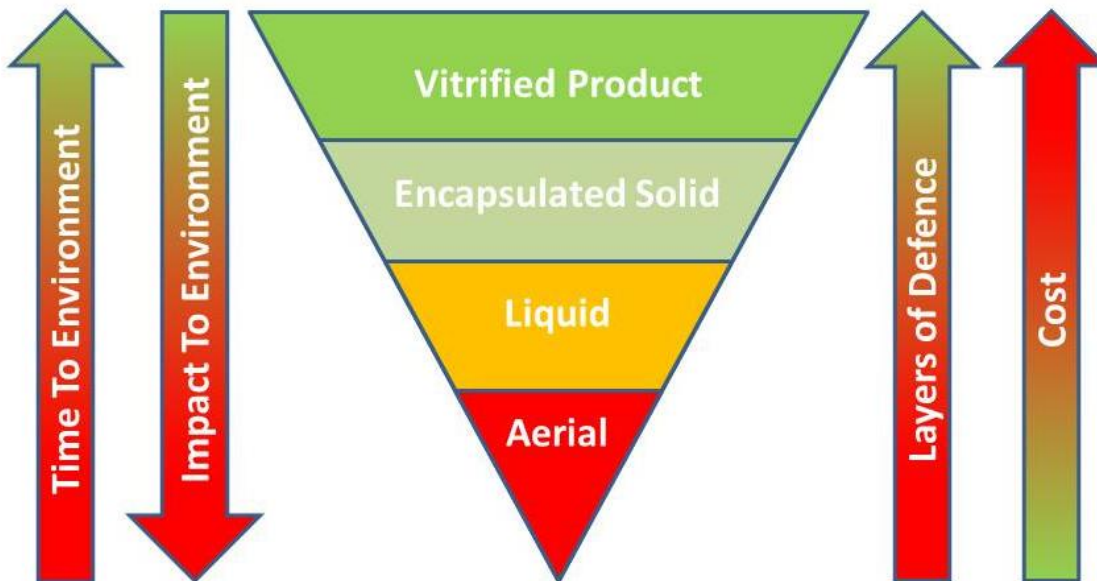 Time To Environment
Impact To Environment
Vitrified Product
Encapsulated Solid
Liquid
Aerial
Layers of Defence
Cost